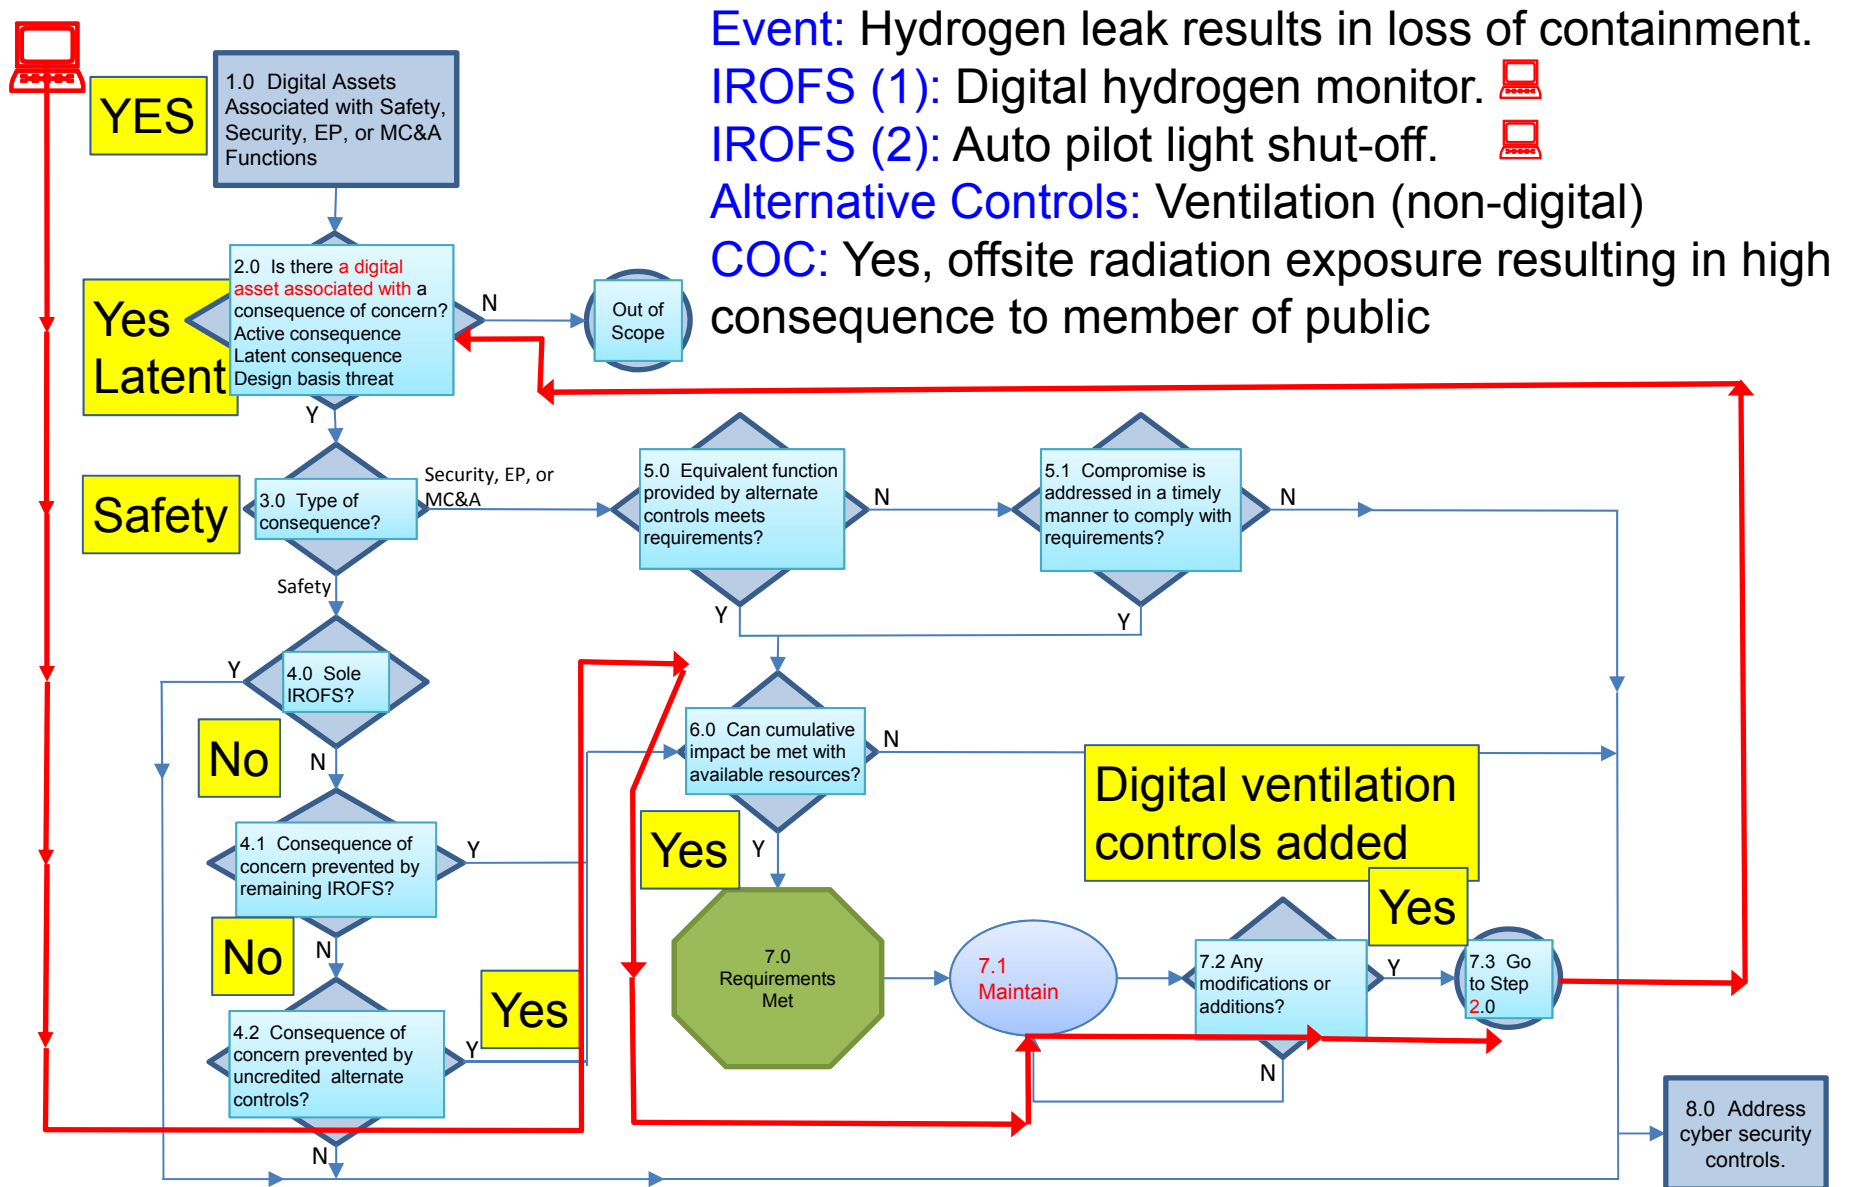 Event: Hydrogen leak results in loss of containment.
IROFS (1): Digital hydrogen monitor.
IROFS (2): Auto pilot light shut-off.
Alternative Controls: Ventilation (non-digital)
COC: Yes, offsite radiation exposure resulting in high
consequence to member of public
YES
1.0 Digital Assets
Associated with Safety,
Security, EP, or MC&A
Functions
Yes
Latent
2.0 Is there a digital
asset associated with a
consequence of concern?
Active consequence
Latent consequence
Design basis threat
N
Out of
Scope
Y
Safety
3.0 Type of
consequence?
Security, EP, or
MC&A
5.0 Equivalent function
provided by alternate
controls meets
requirements?
N
5.1 Compromise is
addressed in a timely
manner to comply with
requirements?
N
Safety
Y
Y
Y
4.0 Sole
IROFS?
No
N
6.0 Can cumulative
impact be met with
available resources?
N
Digital ventilation
controls added
4.1 Consequence of
concern prevented by
remaining IROFS?
Y
Yes
Y
No
N
Yes
4.2 Consequence of
concern prevented by
uncredited alternate
controls?
Y
N
7.0
Requirements
Met
7.1
Maintain
7.2 Any
modifications or
additions?
Y
Yes
7.3 Go
to Step
2.0
N
8.0 Address
cyber security
controls.